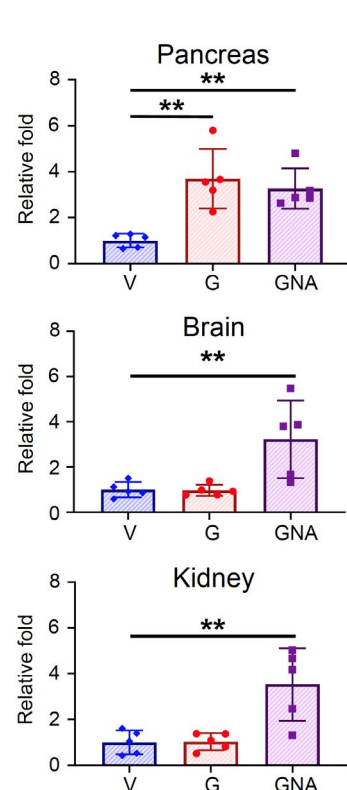 Pancreas
**
**
8
6
4
2
0
Relative fold
V G GNA
Brain
**
8
6
4
2
0
Relative fold
V G GNA
Kidney
**
8
6
4
2
0
Relative fold
V G GNA